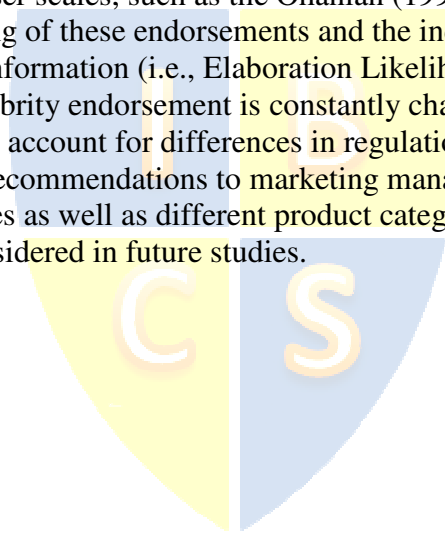 ser scales, such as the Ohanian (199
g of these endorsements and the in
nformation (i.e., Elaboration Likelih
brity endorsement is constantly cha
account for differences in regulatio
ecommendations to marketing mana
es as well as different product categ
sidered in future studies.
I B
C S